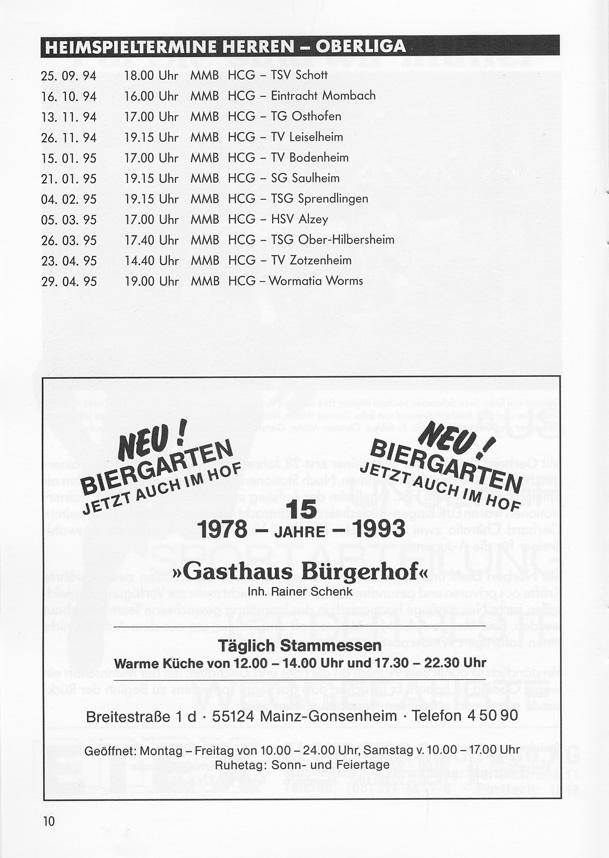 HEIMSPIELTERMINE HERREN – OBERLIGA
25. 09. 94 18.00 Uhr MMB HCG – TSV Schott
16. 10. 94 16.00 Uhr MMB HCG – Eintracht Mombach
13. 11. 94 17.00 Uhr MMB HCG – TG Osthofen
26. 11. 94 19.15 Uhr MMB HCG – TV Leiselheim
15. 01. 95 17.00 Uhr MMB HCG – TV Bodenheim
21. 01. 95 19.15 Uhr MMB HCG – SG Saulheim
04. 02. 95 19.15 Uhr MMB HCG – TSG Sprendlingen
05. 03. 95 17.00 Uhr MMB HCG – HSV Alzey
26. 03. 95 17.40 Uhr MMB HCG – TSG Ober-Hilbersheim
23. 04. 95 14.40 Uhr MMB HCG – TV Zotzenheim
29. 04. 95 19.00 Uhr MMB HCG – Wormatia Worms
NEU!
BIERGARTEN
JETZT AUCH IM HOF
NEU!
BIERGARTEN
JETZT AUCH IM HOF
15
1978 – JAHRE – 1993
»Gasthaus Bürgerhof«
Inh. Rainer Schenk
Täglich Stammessen
Warme Küche von 12.00 – 14.00 Uhr und 17.30 – 22.30 Uhr
Breitestraße 1 d · 55124 Mainz-Gonsenheim · Telefon 4 50 90
Geöffnet: Montag – Freitag von 10.00 – 24.00 Uhr, Samstag v. 10.00 – 17.00 Uhr
Ruhetag: Sonn- und Feiertage
10